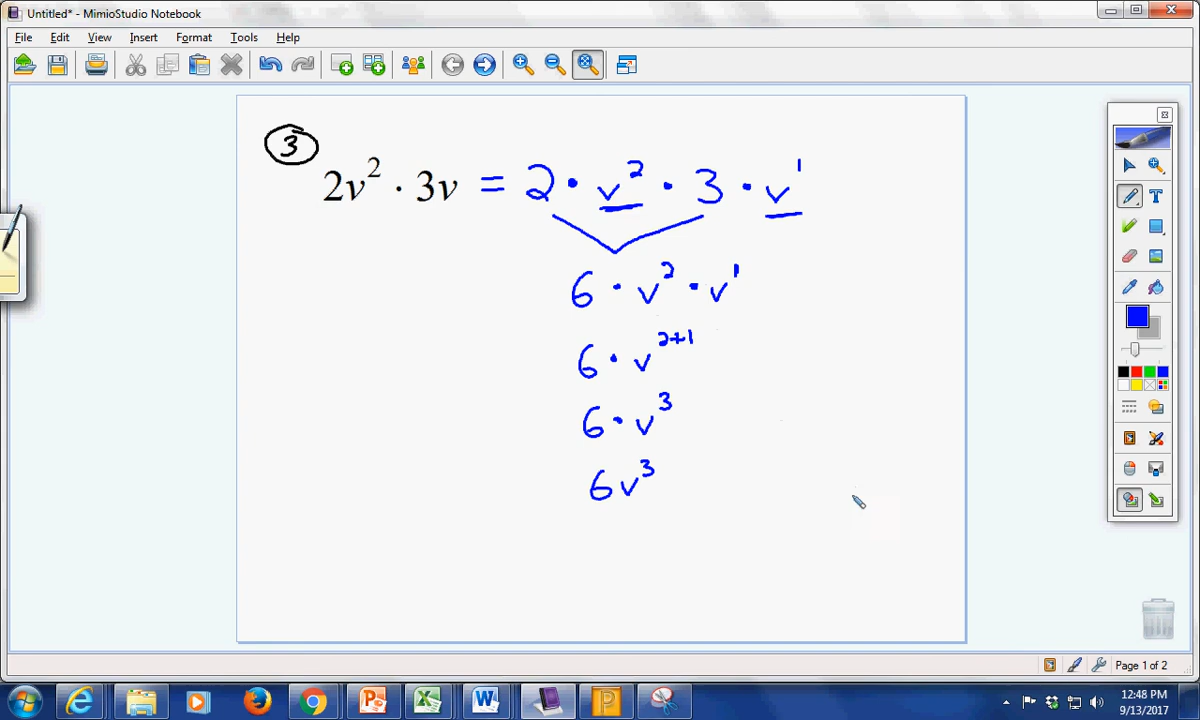 Untitled* - MimioStudio Notebook
File Edit View Insert Format Tools Help
3
2v² · 3v = 2 · v² · 3 · v¹
6 · v² · v¹
6 · v²⁺¹
6 · v³
6v³
T
Page 1 of 2
12:48 PM
9/13/2017